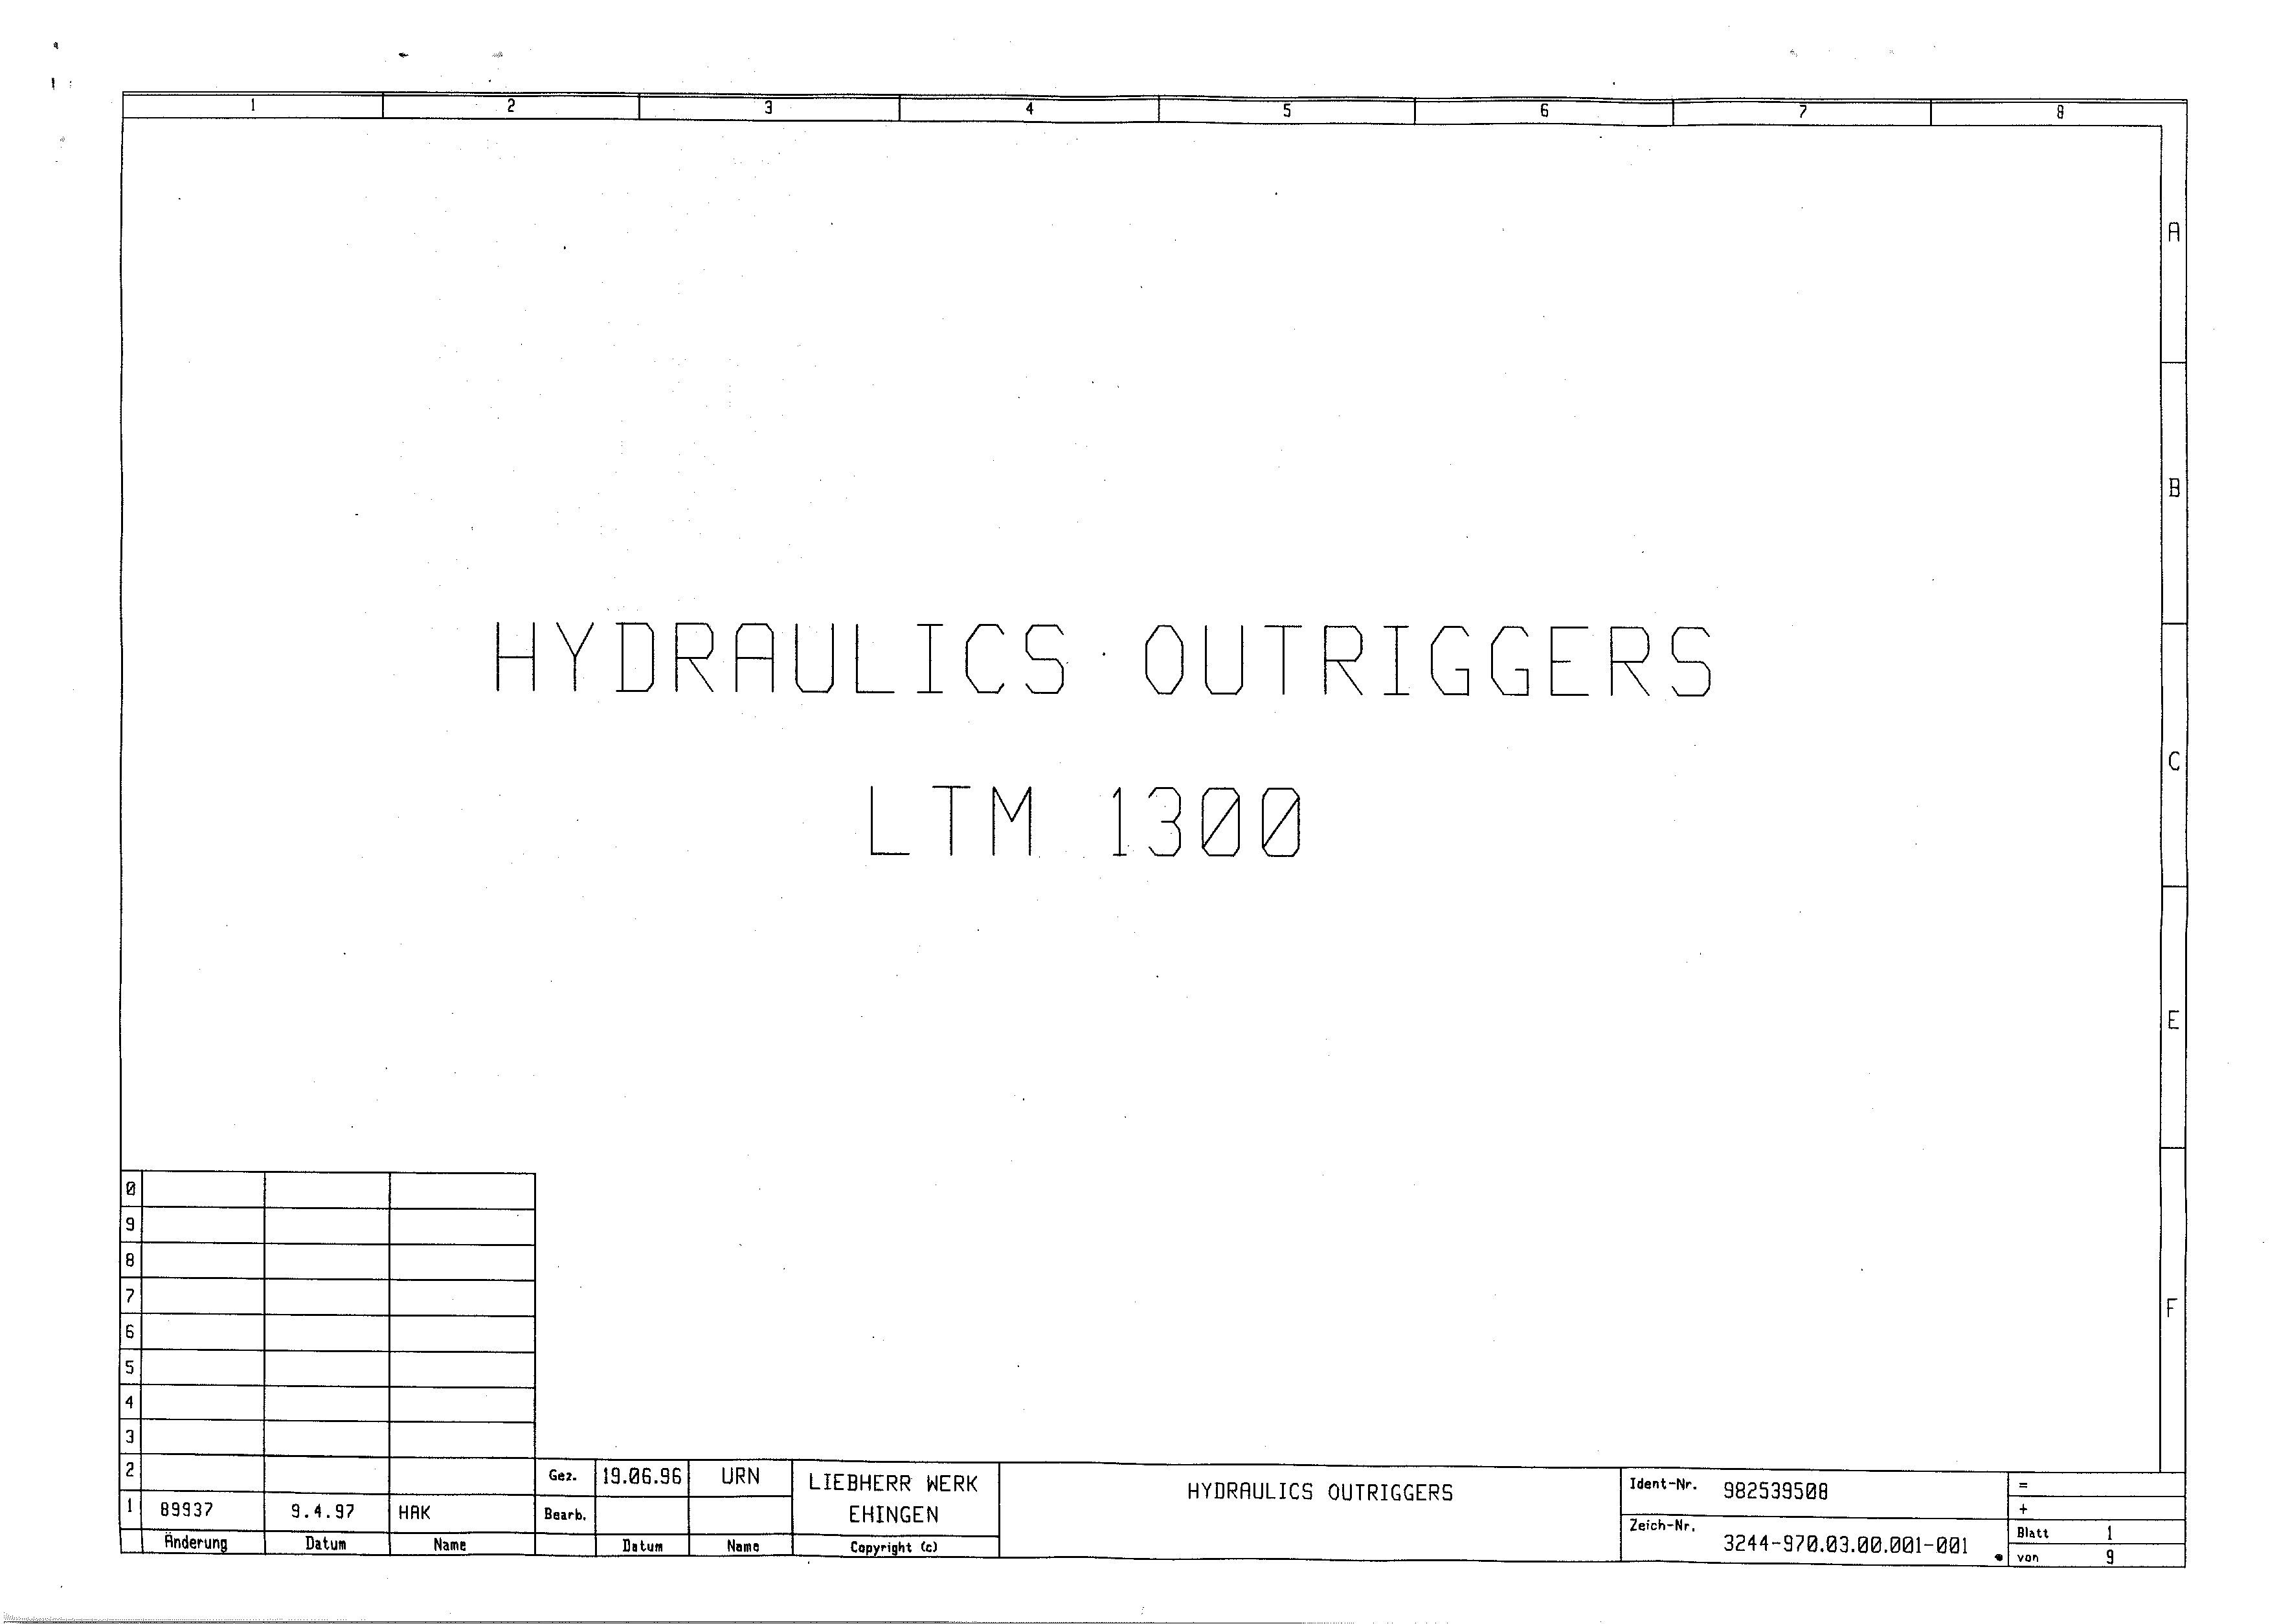 1 2 3 4 5 6 7 8
A
B
HYDRAULICS OUTRIGGERS
C
LTM 1300
E
F
0
9
8
7
6
5
4
3
2
1 89937 9.4.97 HAK
Änderung Datum Name
Gez. 19.06.96 URN
Bearb.
Datum Name
LIEBHERR WERK
EHINGEN
Copyright (c)
HYDRAULICS OUTRIGGERS
Ident-Nr. 982539508
Zeich-Nr. 3244-970.03.00.001-001
=
+
Blatt 1
von 9